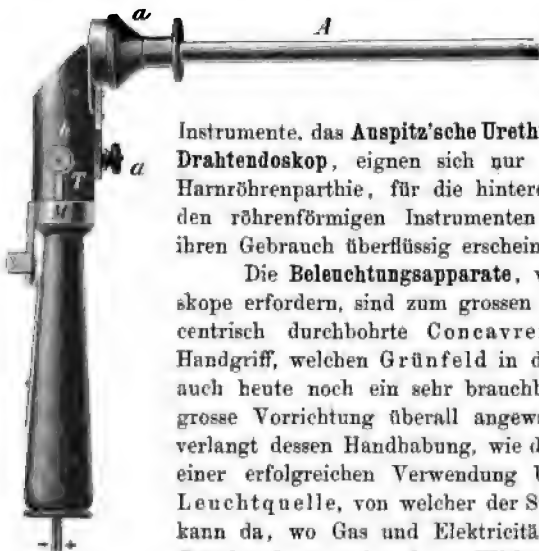 a
A
h
a
T
M
- +
Instrumente, das Auspitz'sche Ureth
Drahtendoskop, eignen sich nur
Harnröhrenparthie, für die hintere
den röhrenförmigen Instrumenten
ihren Gebrauch überflüssig erschein
Die Beleuchtungsapparate, v
skope erfordern, sind zum grossen
centrisch durchbohrte Concavre
Handgriff, welchen Grünfeld in d
auch heute noch ein sehr brauchb
grosse Vorrichtung überall angew
verlangt dessen Handhabung, wie d
einer erfolgreichen Verwendung
Leuchtquelle, von welcher der S
kann da, wo Gas und Elektricitä